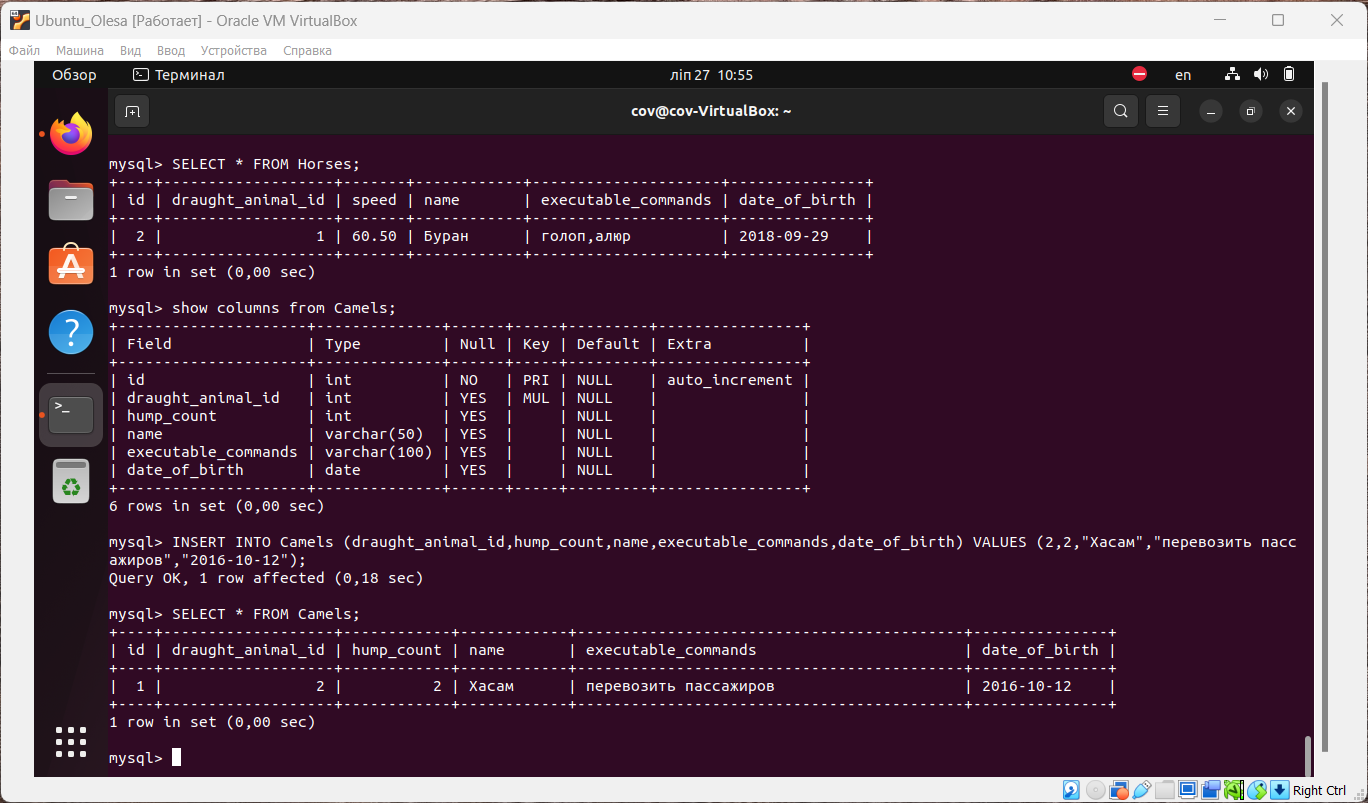 Ubuntu_Olesa [Работает] - Oracle VM VirtualBox
Файл Машина Вид Ввод Устройства Справка
Обзор Терминал ліп 27 10:55 en
cov@cov-VirtualBox: ~
mysql> SELECT * FROM Horses;
+----+-------------------+-------+------------+---------------------+---------------+
| id | draught_animal_id | speed | name       | executable_commands | date_of_birth |
+----+-------------------+-------+------------+---------------------+---------------+
|  2 |                 1 | 60.50 | Буран      | голоп,алюр          | 2018-09-29    |
+----+-------------------+-------+------------+---------------------+---------------+
1 row in set (0,00 sec)
mysql> show columns from Camels;
+---------------------+--------------+------+-----+---------+----------------+
| Field               | Type         | Null | Key | Default | Extra          |
+---------------------+--------------+------+-----+---------+----------------+
| id                  | int          | NO   | PRI | NULL    | auto_increment |
| draught_animal_id   | int          | YES  | MUL | NULL    |                |
| hump_count          | int          | YES  |     | NULL    |                |
| name                | varchar(50)  | YES  |     | NULL    |                |
| executable_commands | varchar(100) | YES  |     | NULL    |                |
| date_of_birth       | date         | YES  |     | NULL    |                |
+---------------------+--------------+------+-----+---------+----------------+
6 rows in set (0,00 sec)
mysql> INSERT INTO Camels (draught_animal_id,hump_count,name,executable_commands,date_of_birth) VALUES (2,2,"Хасам","перевозить пасс
ажиров","2016-10-12");
Query OK, 1 row affected (0,18 sec)
mysql> SELECT * FROM Camels;
+----+-------------------+------------+------------+-------------------------------------------+---------------+
| id | draught_animal_id | hump_count | name       | executable_commands                       | date_of_birth |
+----+-------------------+------------+------------+-------------------------------------------+---------------+
|  1 |                 2 |          2 | Хасам      | перевозить пассажиров                     | 2016-10-12    |
+----+-------------------+------------+------------+-------------------------------------------+---------------+
1 row in set (0,00 sec)
mysql>
Right Ctrl